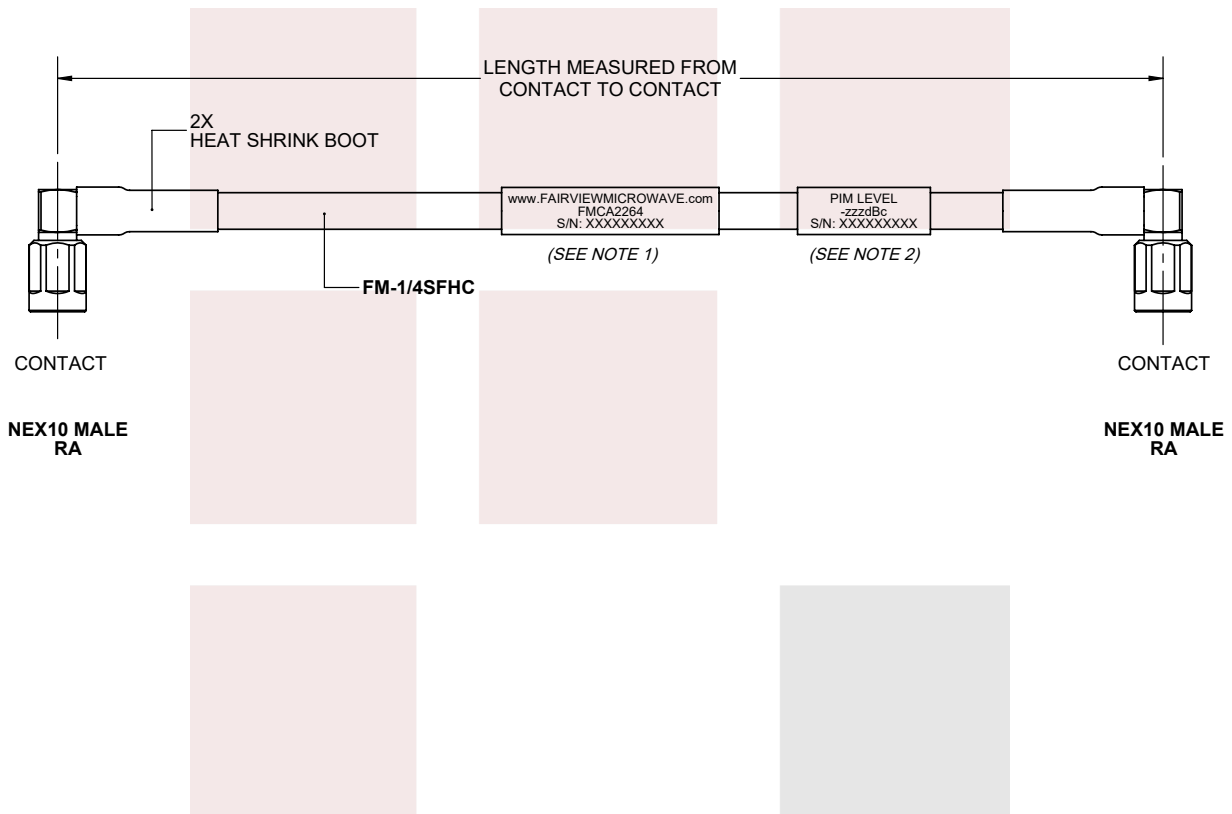 LENGTH MEASURED FROM
CONTACT TO CONTACT
2X
HEAT SHRINK BOOT
www.FAIRVIEWMICROWAVE.com
FMCA2264
S/N: XXXXXXXXX
PIM LEVEL
-zzzdBc
S/N: XXXXXXXXX
(SEE NOTE 1)
(SEE NOTE 2)
FM-1/4SFHC
CONTACT
CONTACT
NEX10 MALE
RA
NEX10 MALE
RA